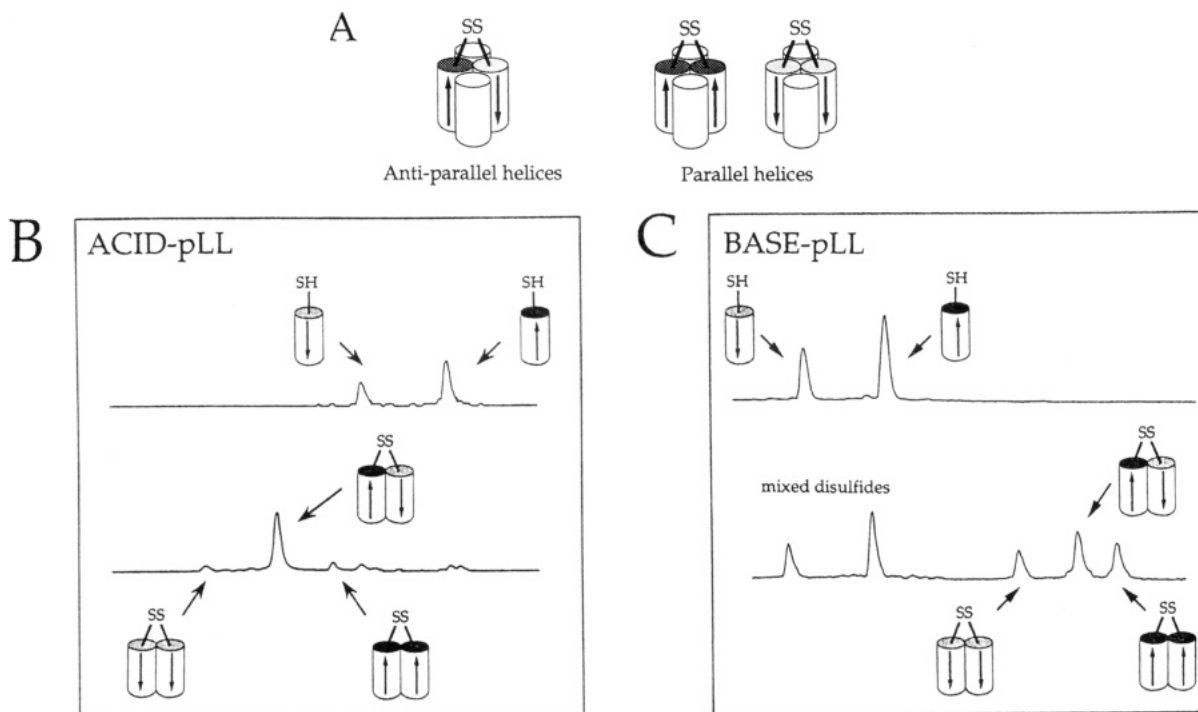 A
SS
SS
SS
Anti-parallel helices
Parallel helices
B
ACID-pLL
SH
SH
SS
SS
SS
C
BASE-pLL
SH
SH
SS
mixed disulfides
SS
SS